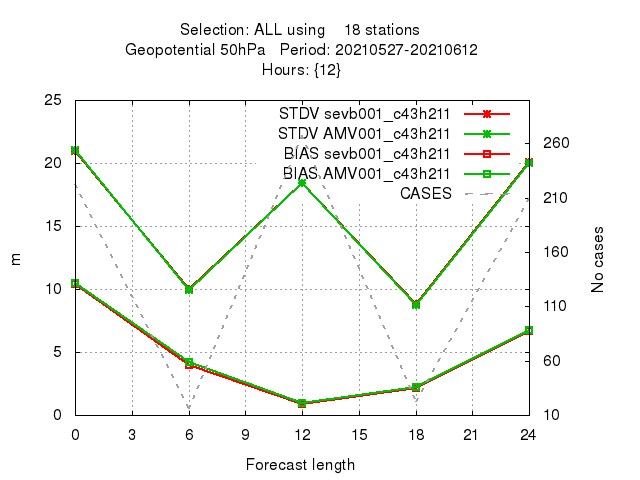 Selection: ALL using 18 stations
Geopotential 50hPa Period: 20210527-20210612
Hours: {12}
25
20
15
10
5
0
m
STDV sevb001_c43h211
STDV AMV001_c43h211
BIAS sevb001_c43h211
BIAS AMV001_c43h211
CASES
260
210
160
110
60
10
No cases
0 3 6 9 12 15 18 21 24
Forecast length